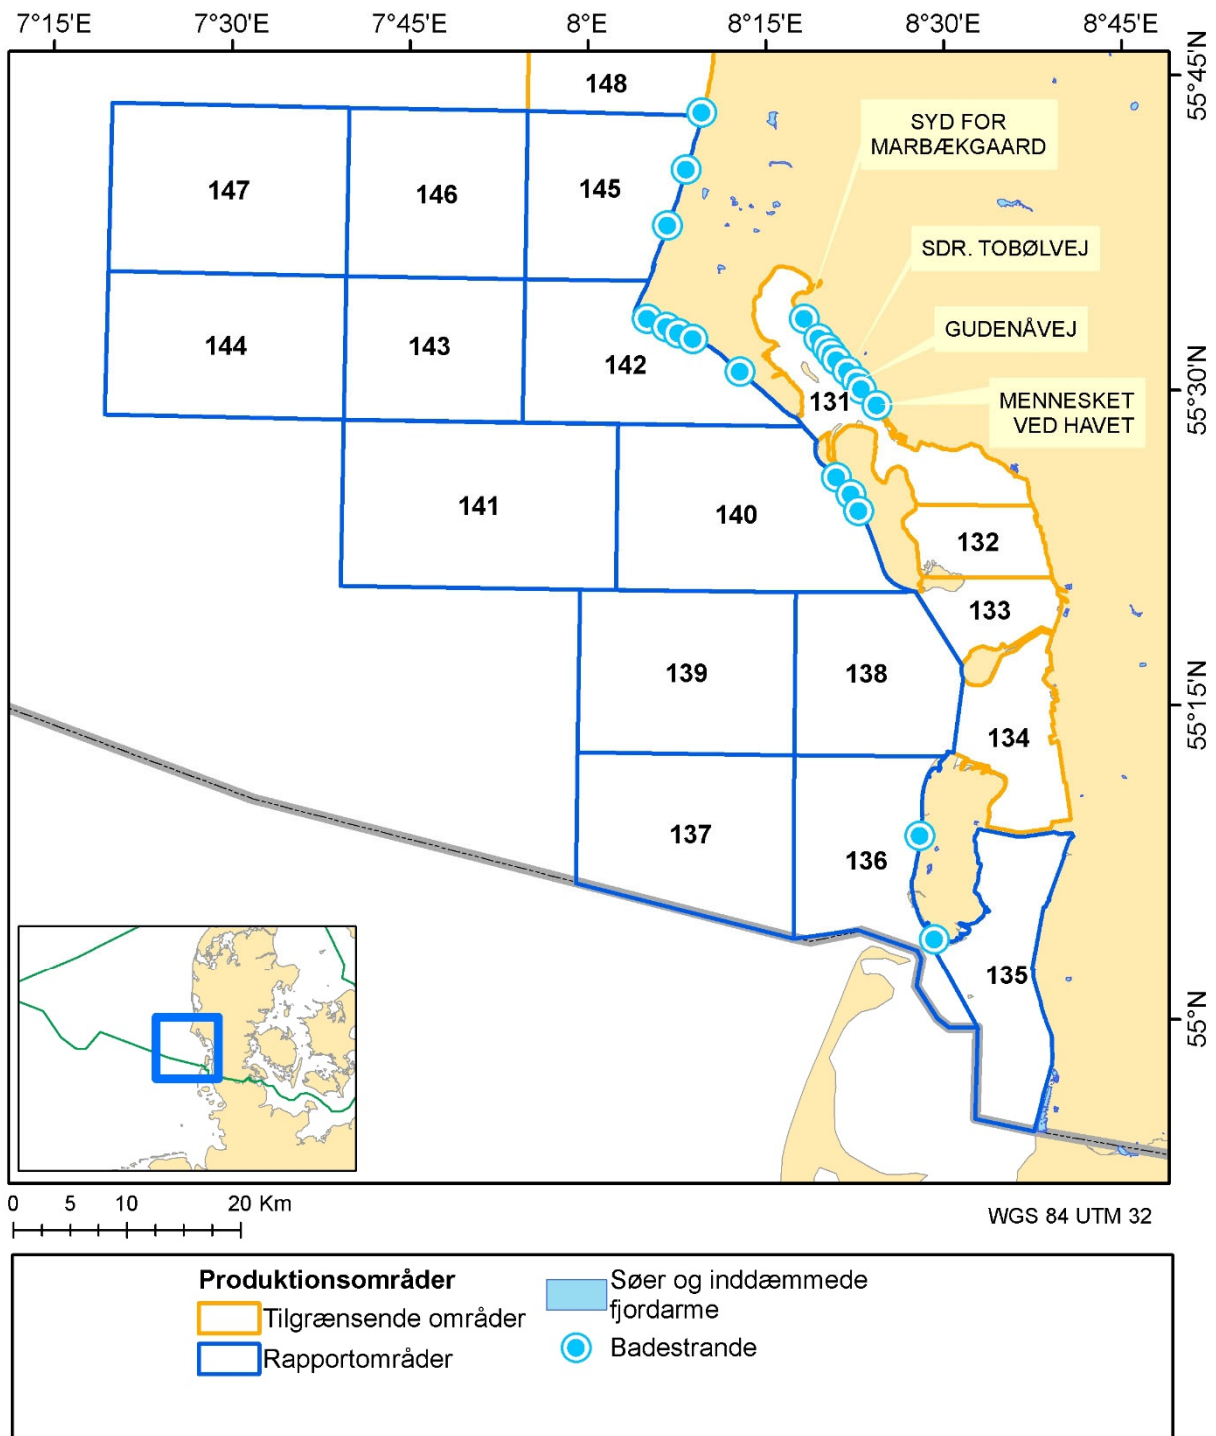 7°15'E
7°30'E
7°45'E
8°E
8°15'E
8°30'E
8°45'E
55°45'N
148
SYD FOR
MARBÆKGAARD
147
146
145
SDR. TOBØLVEJ
GUDENÅVEJ
144
143
142
55°30'N
131
MENNESKET
VED HAVET
141
140
132
133
139
138
55°15'N
134
137
136
135
55°N
0
5
10
20 Km
WGS 84 UTM 32
Produktionsområder
Tilgrænsende områder
Rapportområder
Søer og inddæmmede
fjordarme
Badestrande